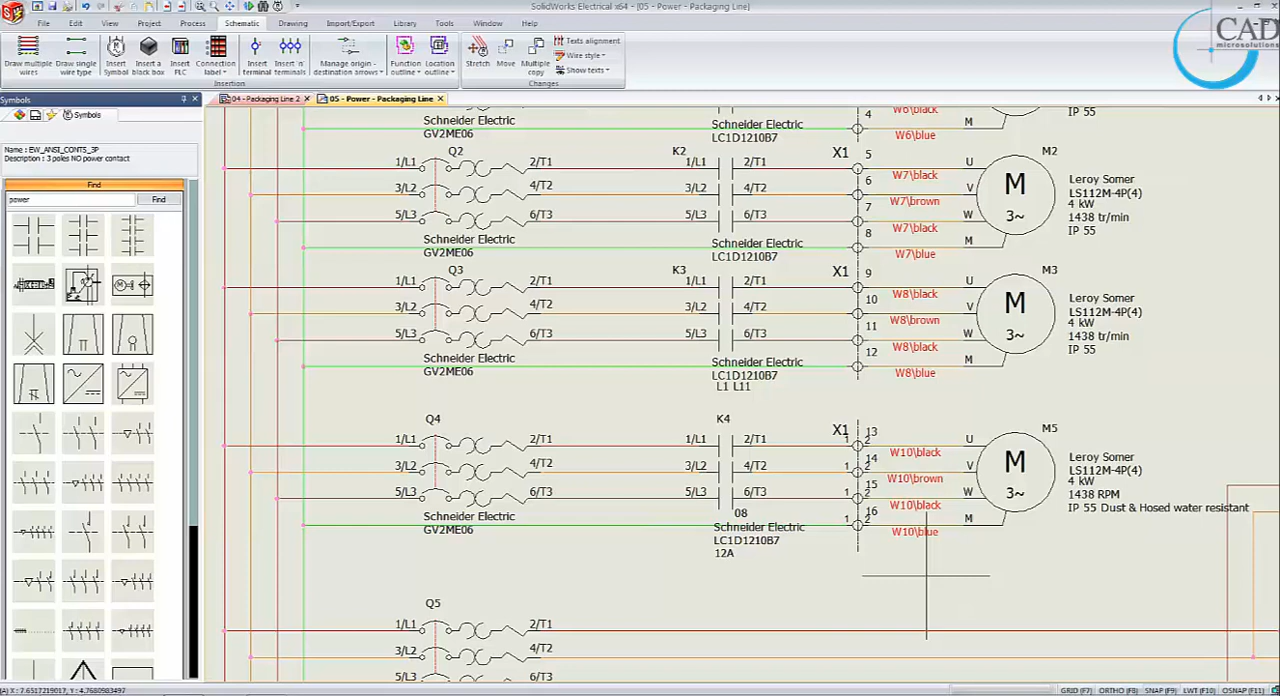 SolidWorks Electrical x64 - [05 - Power - Packaging Line]
File Edit View Project Process Schematic Drawing Import/Export Library Tools Window Help
Draw multiple wires
Draw single wire type
Insert Symbol
Insert a black box
Insert PLC
Connection label
Insert terminal
Insert 'n' terminals
Manage origin - destination arrows
Function outline
Location outline
Stretch
Move
Multiple copy
Texts alignment
Wire style
Show texts
Insertion
Changes
CAD
microsolutions
Symbols
04 - Packaging Line 2
05 - Power - Packaging Line
Symbols
Name : EW_ANSI_CONTS_3P
Description : 3 poles NO power contact
Find
power
Find
Schneider Electric
GV2ME06
Schneider Electric
LC1D1210B7
4
W6\black
W6\blue
M
IP 55
Q2
1/L1 2/T1
3/L2 4/T2
5/L3 6/T3
Schneider Electric
GV2ME06
K2
1/L1 2/T1
3/L2 4/T2
5/L3 6/T3
Schneider Electric
LC1D1210B7
X1
5
6
7
8
W7\black
W7\brown
W7\black
W7\blue
U
V
W
M
M2
M
3~
Leroy Somer
LS112M-4P(4)
4 kW
1438 tr/min
IP 55
Q3
1/L1 2/T1
3/L2 4/T2
5/L3 6/T3
Schneider Electric
GV2ME06
K3
1/L1 2/T1
3/L2 4/T2
5/L3 6/T3
Schneider Electric
LC1D1210B7
L1 L11
X1
9
10
11
12
W8\black
W8\brown
W8\black
W8\blue
U
V
W
M
M3
M
3~
Leroy Somer
LS112M-4P(4)
4 kW
1438 tr/min
IP 55
Q4
1/L1 2/T1
3/L2 4/T2
5/L3 6/T3
Schneider Electric
GV2ME06
K4
1/L1 2/T1
3/L2 4/T2
5/L3 6/T3
08
Schneider Electric
LC1D1210B7
12A
X1
13
1 2
14
1 2
15
1 2
16
1 2
W10\black
W10\brown
W10\black
W10\blue
U
V
W
M
M5
M
3~
Leroy Somer
LS112M-4P(4)
4 kW
1438 RPM
IP 55 Dust & Hosed water resistant
Q5
1/L1 2/T1
3/L2 4/T2
5/L3 6/T3
(A) X : 7.6517219017, Y : 4.7680983497
GRID (F7) ORTHO (F8) SNAP (F9) LWT (F10) OSNAP (F11)